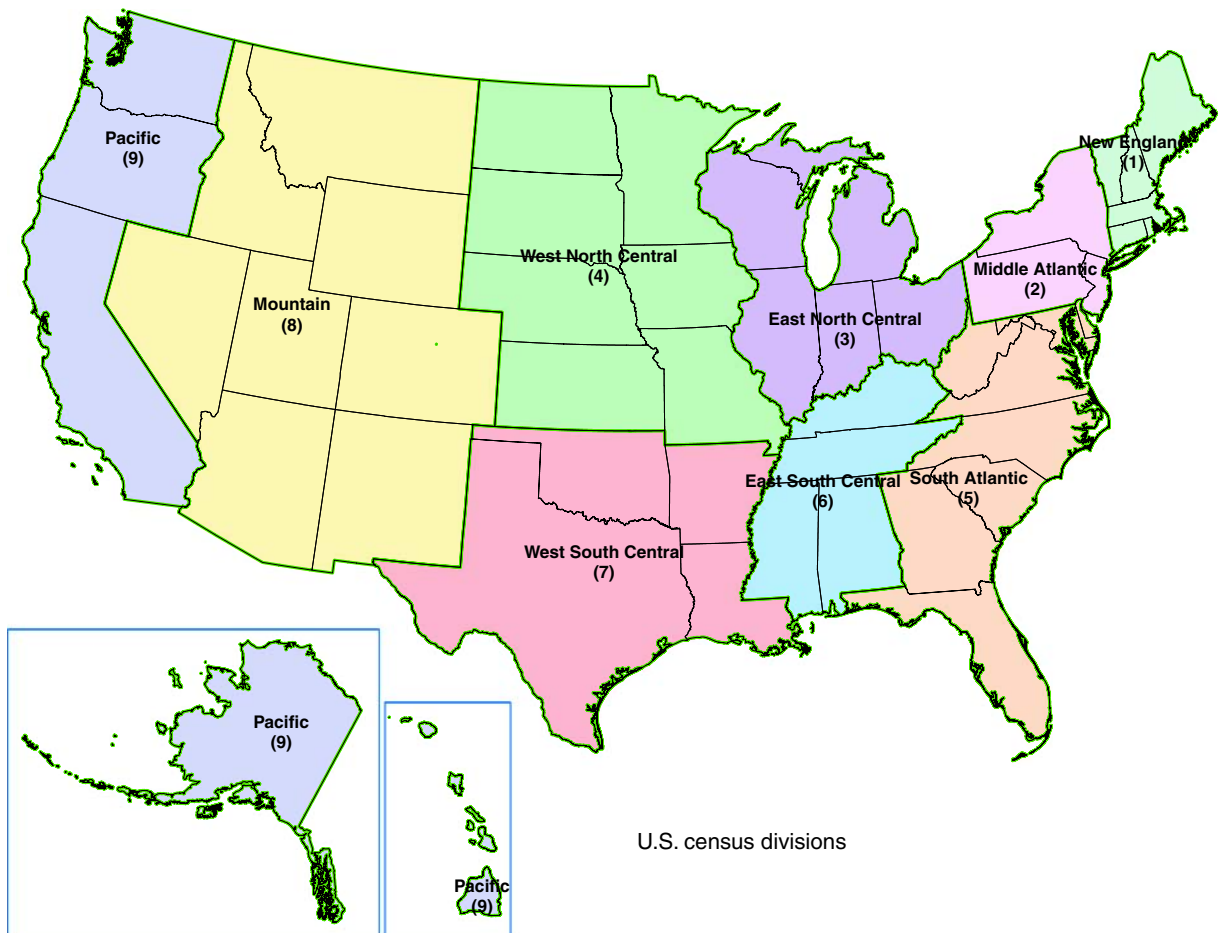 New England
(1)
Pacific
(9)
Middle Atlantic
(2)
West North Central
(4)
Mountain
(8)
East North Central
(3)
East South Central
(6)
South Atlantic
(5)
West South Central
(7)
Pacific
(9)
Pacific
(9)
U.S. census divisions